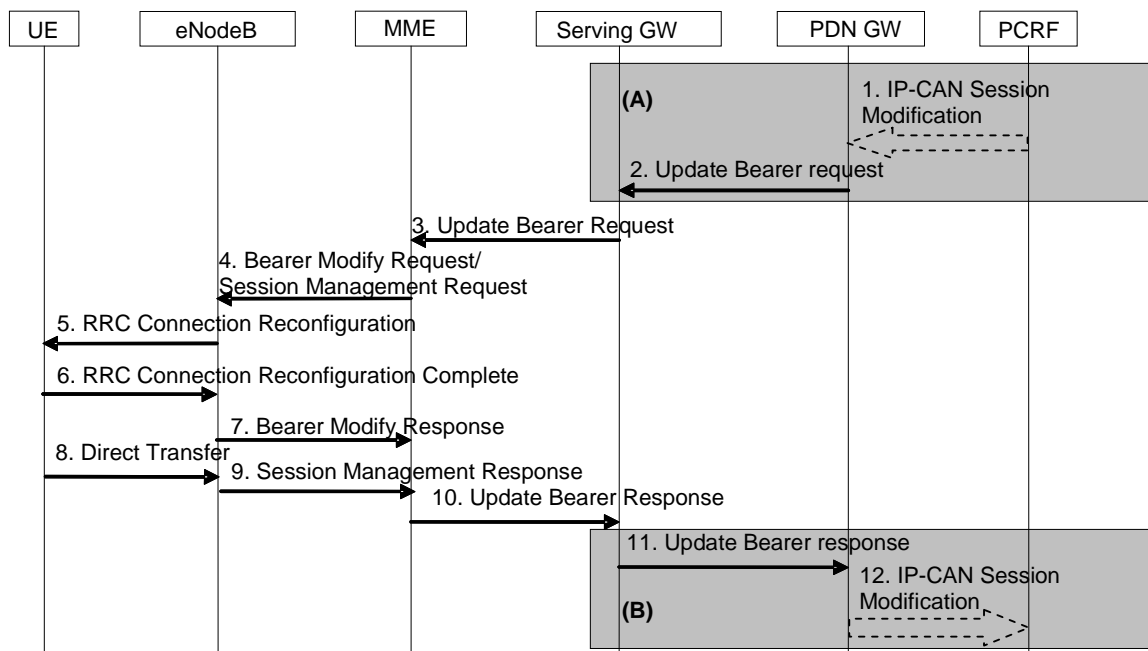 UE
eNodeB
MME
Serving GW
PDN GW
PCRF
(A)
1. IP-CAN Session
Modification
2. Update Bearer request
3. Update Bearer Request
4. Bearer Modify Request/
Session Management Request
5. RRC Connection Reconfiguration
6. RRC Connection Reconfiguration Complete
7. Bearer Modify Response
8. Direct Transfer
9. Session Management Response
10. Update Bearer Response
11. Update Bearer response
12. IP-CAN Session
Modification
(B)